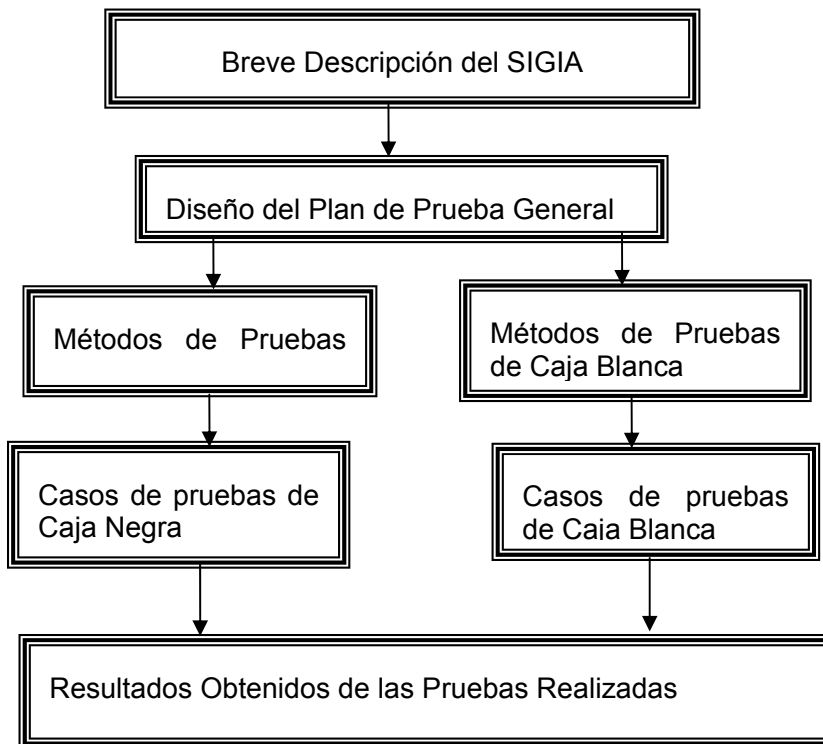 Breve Descripción del SIGIA
Diseño del Plan de Prueba General
Métodos de Pruebas
Métodos de Pruebas
de Caja Blanca
Casos de pruebas de
Caja Negra
Casos de pruebas
de Caja Blanca
Resultados Obtenidos de las Pruebas Realizadas